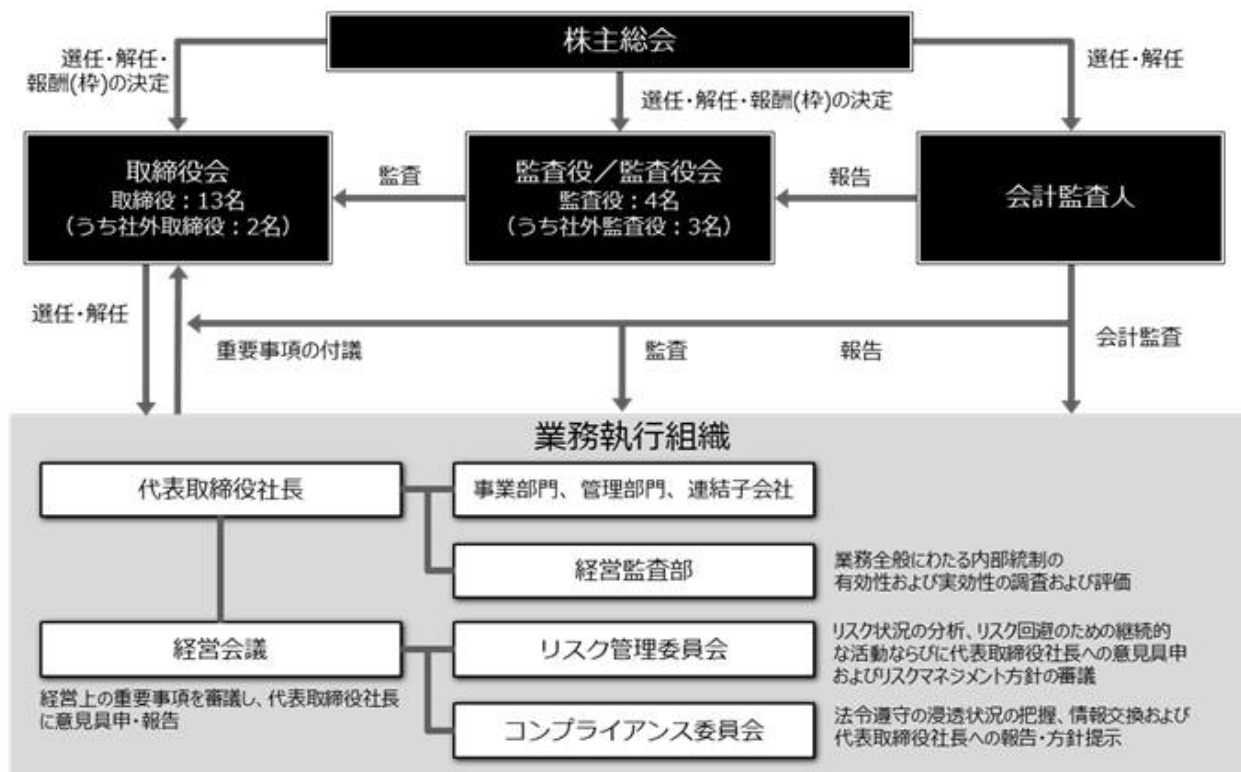 株主総会
選任・解任・
報酬(枠)の決定
選任・解任・報酬(枠)の決定
選任・解任
取締役会
取締役：13名
（うち社外取締役：2名）
監査
監査役／監査役会
監査役：4名
（うち社外監査役：3名）
報告
会計監査人
選任・解任
重要事項の付議
監査
報告
会計監査
業務執行組織
代表取締役社長
事業部門、管理部門、連結子会社
経営監査部
業務全般にわたる内部統制の
有効性および実効性の調査および評価
経営会議
経営上の重要事項を審議し、代表取締役社長
に意見具申・報告
リスク管理委員会
リスク状況の分析、リスク回避のための継続的
な活動ならびに代表取締役社長への意見具申
およびリスクマネジメント方針の審議
コンプライアンス委員会
法令遵守の浸透状況の把握、情報交換および
代表取締役社長への報告・方針提示